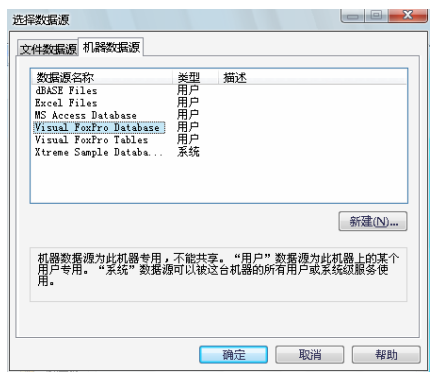 选择数据源
文件数据源 机器数据源
数据源名称 类型 描述
dBASE Files 用户
Excel Files 用户
MS Access Database 用户
Visual FoxPro Database 用户
Visual FoxPro Tables 用户
Xtreme Sample Databa... 系统
新建(N)...
机器数据源为此机器专用，不能共享。“用户”数据源为此机器上的某个
用户专用。“系统”数据源可以被这台机器的所有用户或系统级服务使
用。
确定 取消 帮助